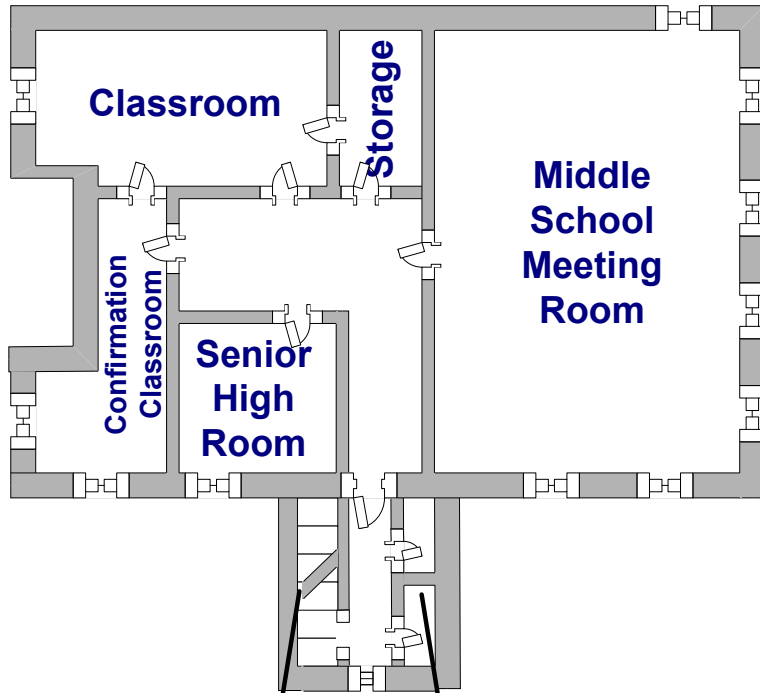 Classroom
Storage
Middle
School
Meeting
Room
Confirmation
Classroom
Senior
High
Room